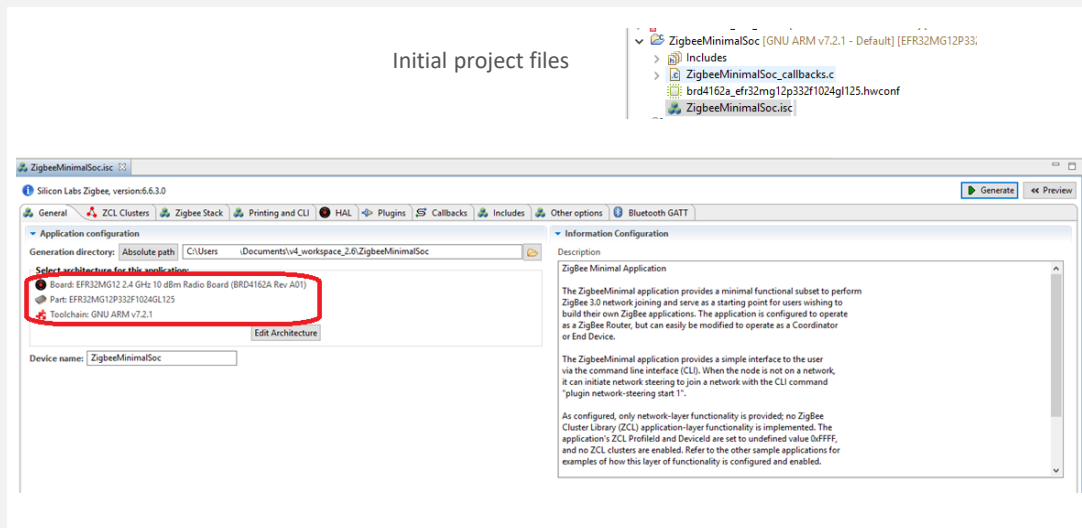 Initial project files
ZigbeeMinimalSoc [GNU ARM v7.2.1 - Default] [EFR32MG12P33
Includes
ZigbeeMinimalSoc_callbacks.c
brd4162a_efr32mg12p332f1024gl125.hwconf
ZigbeeMinimalSoc.isc
ZigbeeMinimalSoc.isc
Silicon Labs Zigbee, version:6.6.3.0
Generate Preview
General ZCL Clusters Zigbee Stack Printing and CLI HAL Plugins Callbacks Includes Other options Bluetooth GATT
Application configuration
Generation directory: Absolute path C:\Users \Documents\v4_workspace_2.6\ZigbeeMinimalSoc
Select architecture for this application:
Board: EFR32MG12 2.4 GHz 10 dBm Radio Board (BRD4162A Rev A01)
Part: EFR32MG12P332F1024GL125
Toolchain: GNU ARM v7.2.1
Edit Architecture
Device name: ZigbeeMinimalSoc
Information Configuration
Description
ZigBee Minimal Application
The ZigbeeMinimal application provides a minimal functional subset to perform
ZigBee 3.0 network joining and serve as a starting point for users wishing to
build their own ZigBee applications. The application is configured to operate
as a ZigBee Router, but can easily be modified to operate as a Coordinator
or End Device.
The ZigbeeMinimal application provides a simple interface to the user
via the command line interface (CLI). When the node is not on a network,
it can initiate network steering to join a network with the CLI command
"plugin network-steering start 1".
As configured, only network-layer functionality is provided; no ZigBee
Cluster Library (ZCL) application-layer functionality is implemented. The
application's ZCL ProfileId and DeviceId are set to undefined value 0xFFFF,
and no ZCL clusters are enabled. Refer to the other sample applications for
examples of how this layer of functionality is configured and enabled.